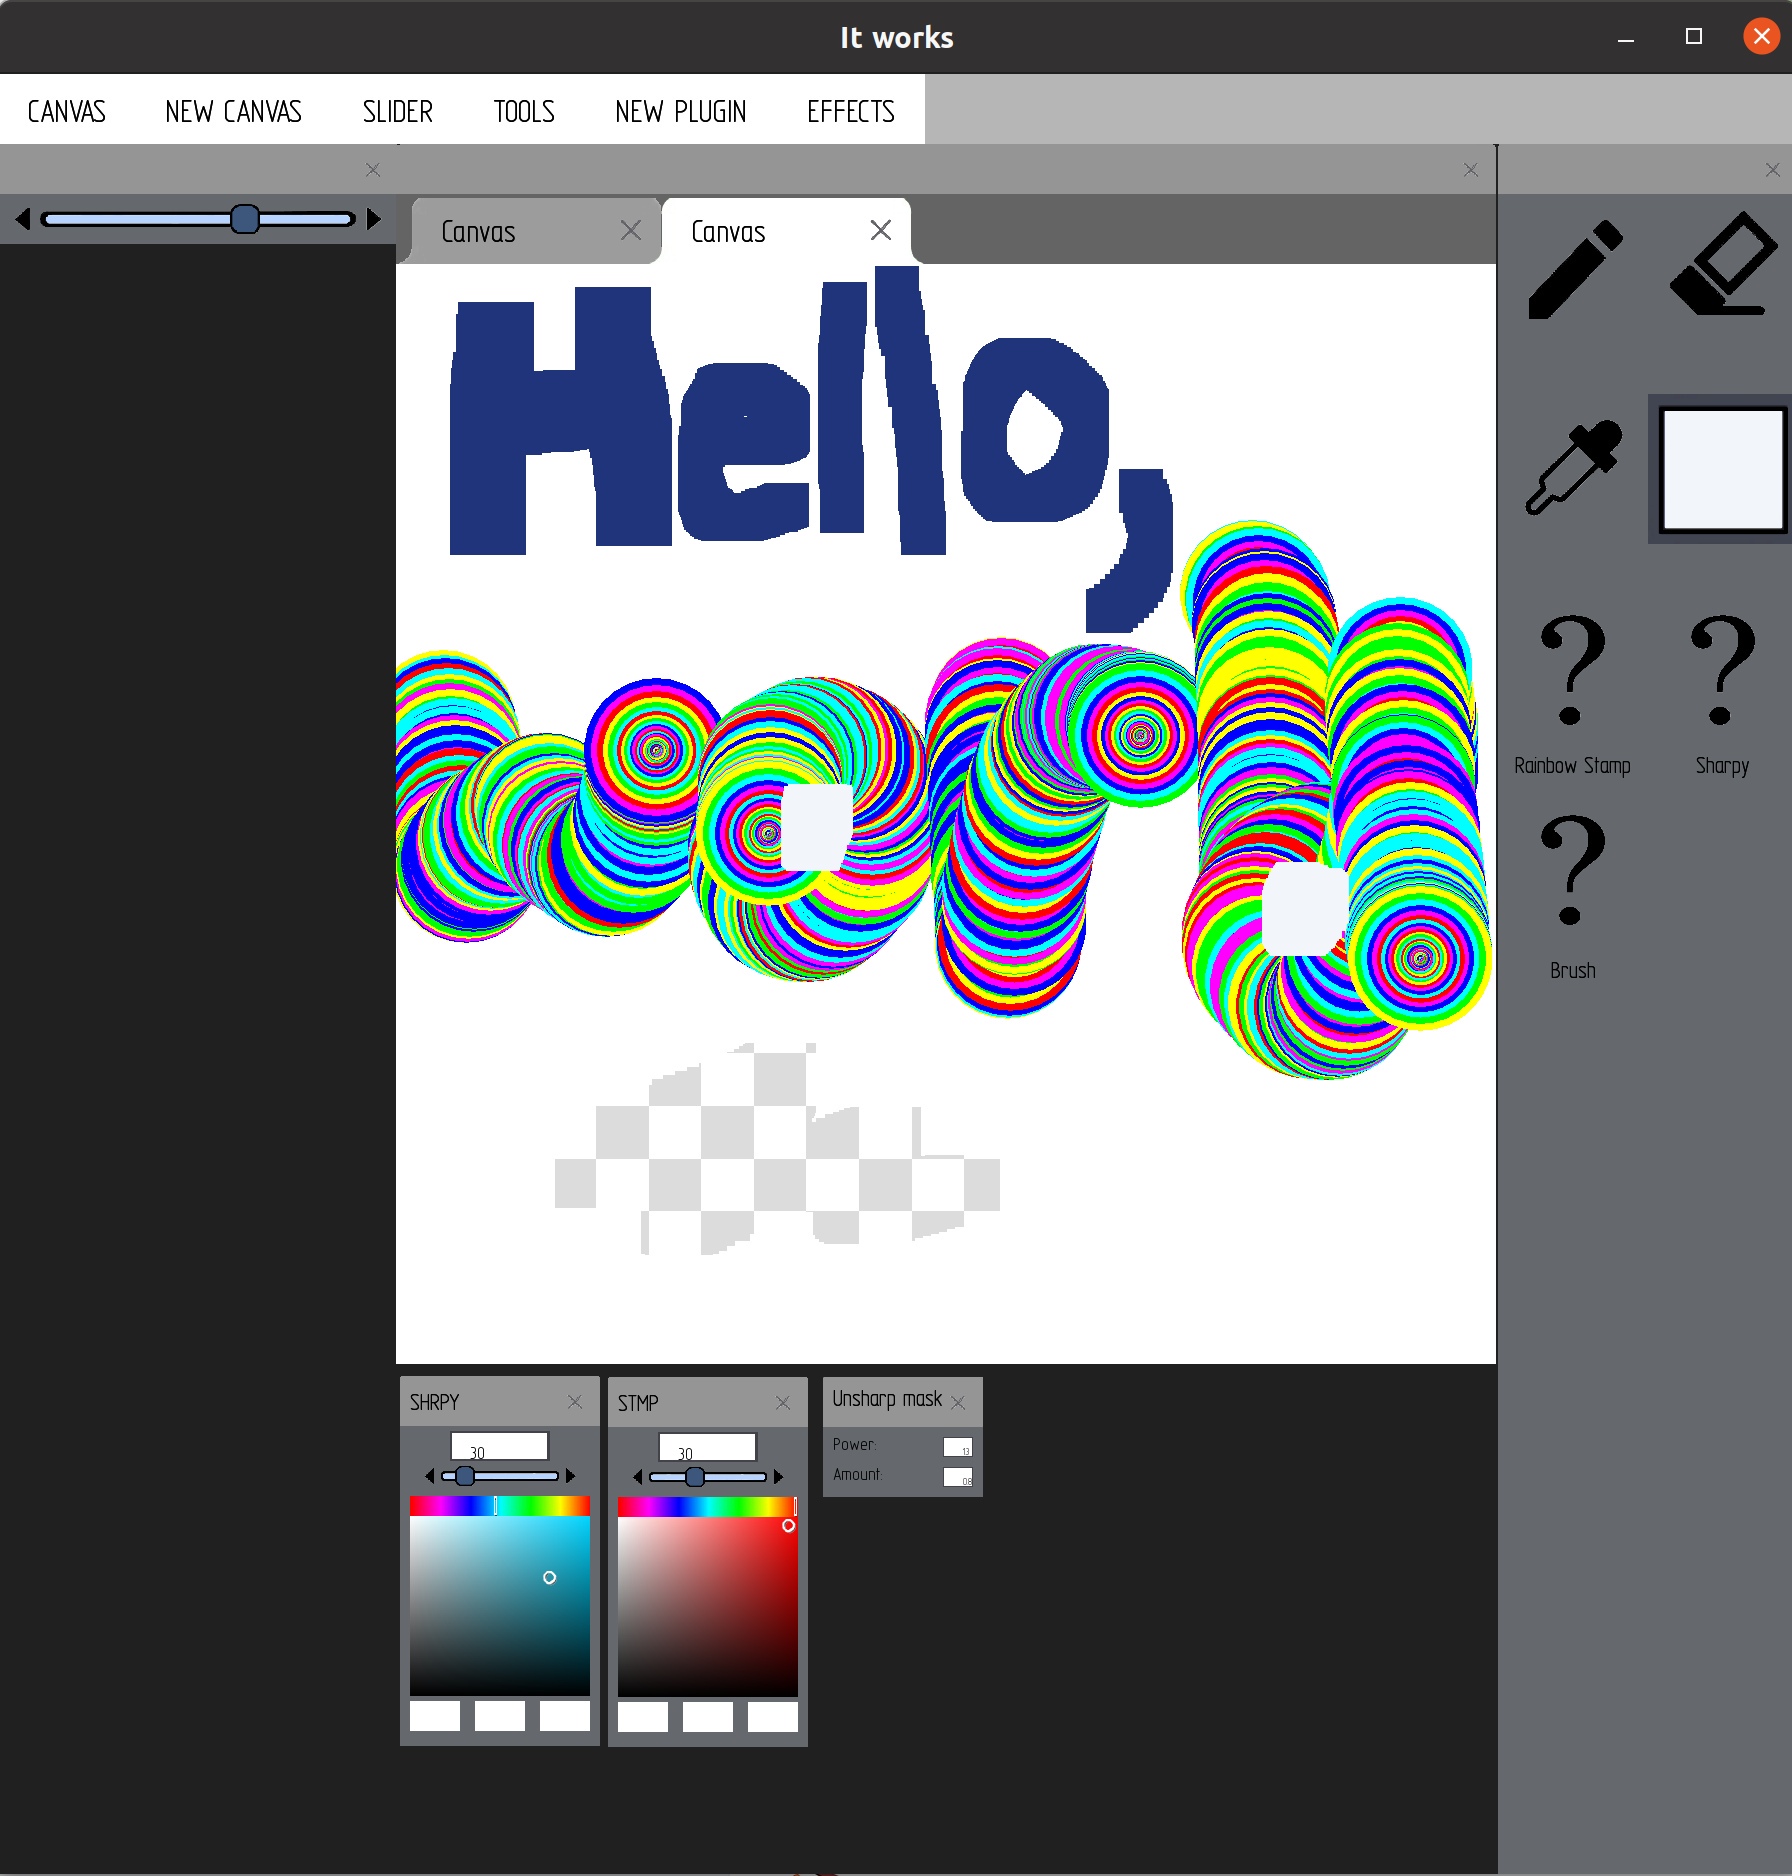 It works
CANVAS NEW CANVAS SLIDER TOOLS NEW PLUGIN EFFECTS
Canvas Canvas
Hello,
world
Rainbow Stamp Sharpy
Brush
SHRPY STMP Unsharp mask
30 30
Power: 13
Amount: 08